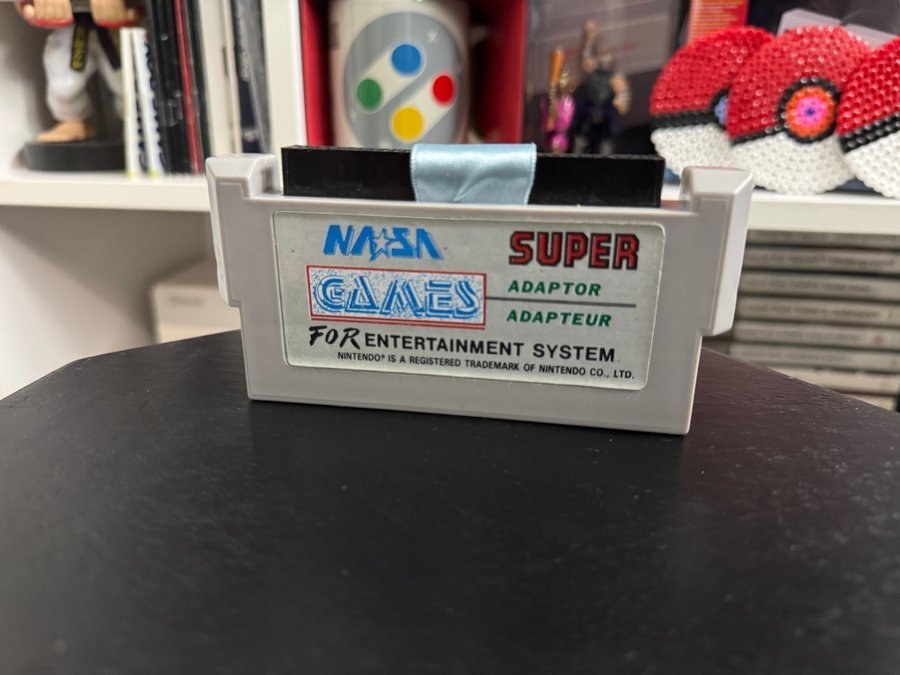 NASA
SUPER
GAMES
ADAPTOR
ADAPTEUR
FOR ENTERTAINMENT SYSTEM
NINTENDO® IS A REGISTERED TRADEMARK OF NINTENDO CO., LTD.